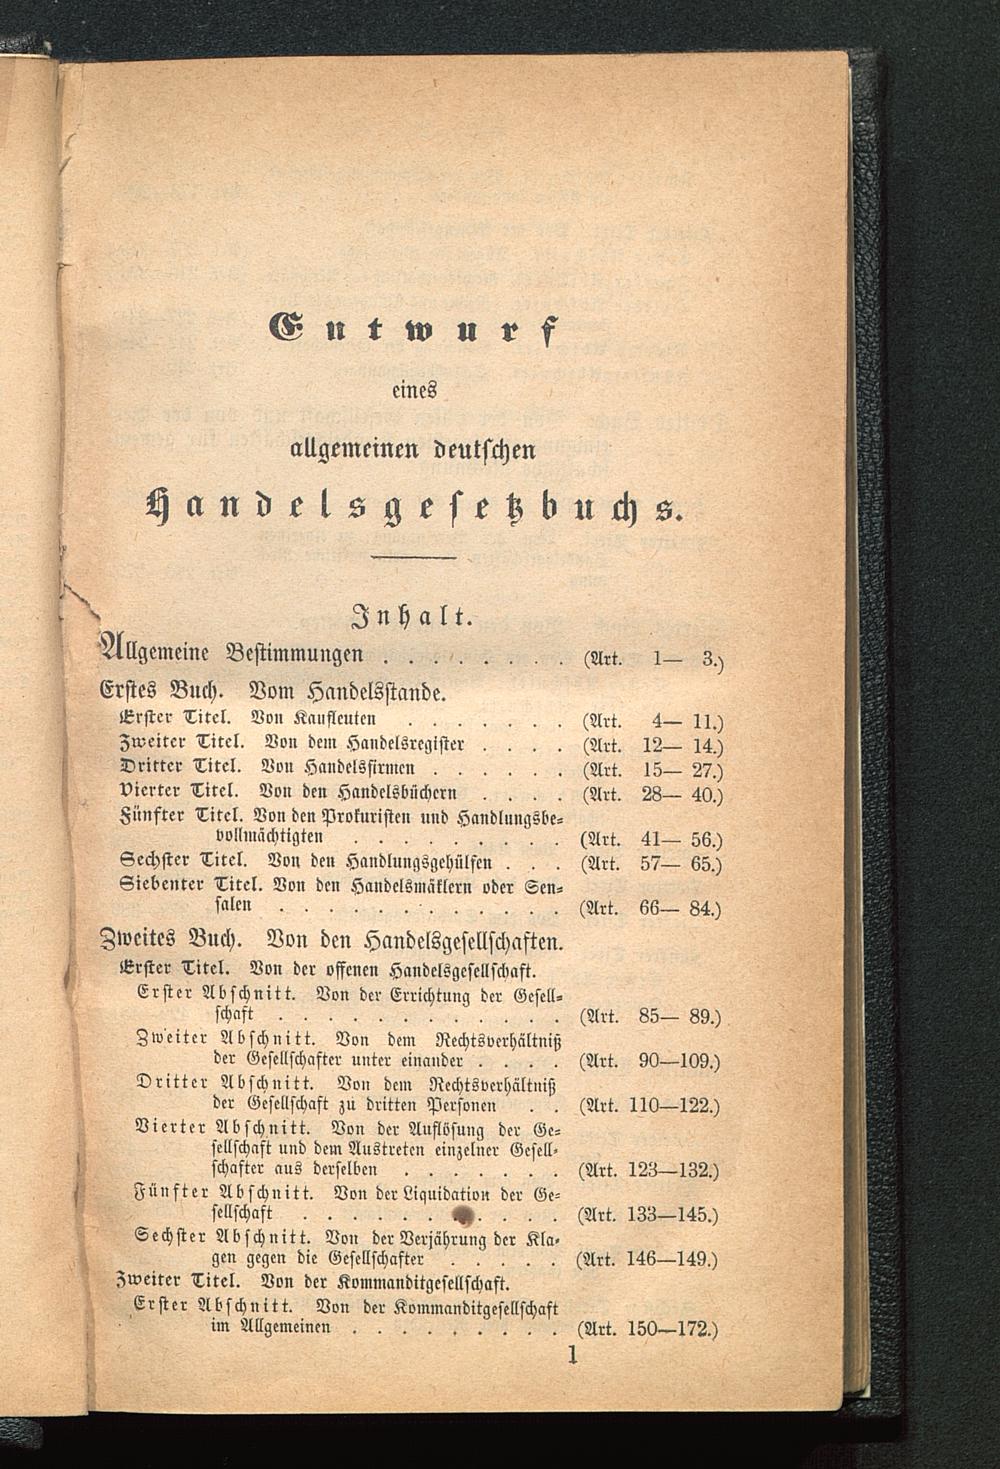 Entwurf
eines
allgemeinen deutschen
Handelsgesetzbuchs.
Inhalt.
Allgemeine Bestimmungen . . . . . . . . (Art. 1— 3.)
Erstes Buch. Vom Handelsstande.
Erster Titel. Von Kaufleuten . . . . . . . (Art. 4— 11.)
Zweiter Titel. Von dem Handelsregister . . . . (Art. 12— 14.)
Dritter Titel. Von Handelsfirmen . . . . . . (Art. 15— 27.)
Vierter Titel. Von den Handelsbüchern . . . . (Art. 28— 40.)
Fünfter Titel. Von den Prokuristen und Handlungsbe-
vollmächtigten . . . . . . . . . (Art. 41— 56.)
Sechster Titel. Von den Handlungsgehülfen . . . (Art. 57— 65.)
Siebenter Titel. Von den Handelsmäklern oder Sen-
salen . . . . . . . . . . . . (Art. 66— 84.)
Zweites Buch. Von den Handelsgesellschaften.
Erster Titel. Von der offenen Handelsgesellschaft.
Erster Abschnitt. Von der Errichtung der Gesell-
schaft . . . . . . . . . . . . (Art. 85— 89.)
Zweiter Abschnitt. Von dem Rechtsverhältniß
der Gesellschafter unter einander . . . . (Art. 90—109.)
Dritter Abschnitt. Von dem Rechtsverhältniß
der Gesellschaft zu dritten Personen . . (Art. 110—122.)
Vierter Abschnitt. Von der Auflösung der Ge-
sellschaft und dem Austreten einzelner Gesell-
schafter aus derselben . . . . . . . (Art. 123—132.)
Fünfter Abschnitt. Von der Liquidation der Ge-
sellschaft . . . . . . . . . . . (Art. 133—145.)
Sechster Abschnitt. Von der Verjährung der Kla-
gen gegen die Gesellschafter . . . . . (Art. 146—149.)
Zweiter Titel. Von der Kommanditgesellschaft.
Erster Abschnitt. Von der Kommanditgesellschaft
im Allgemeinen . . . . . . . . . (Art. 150—172.)
1